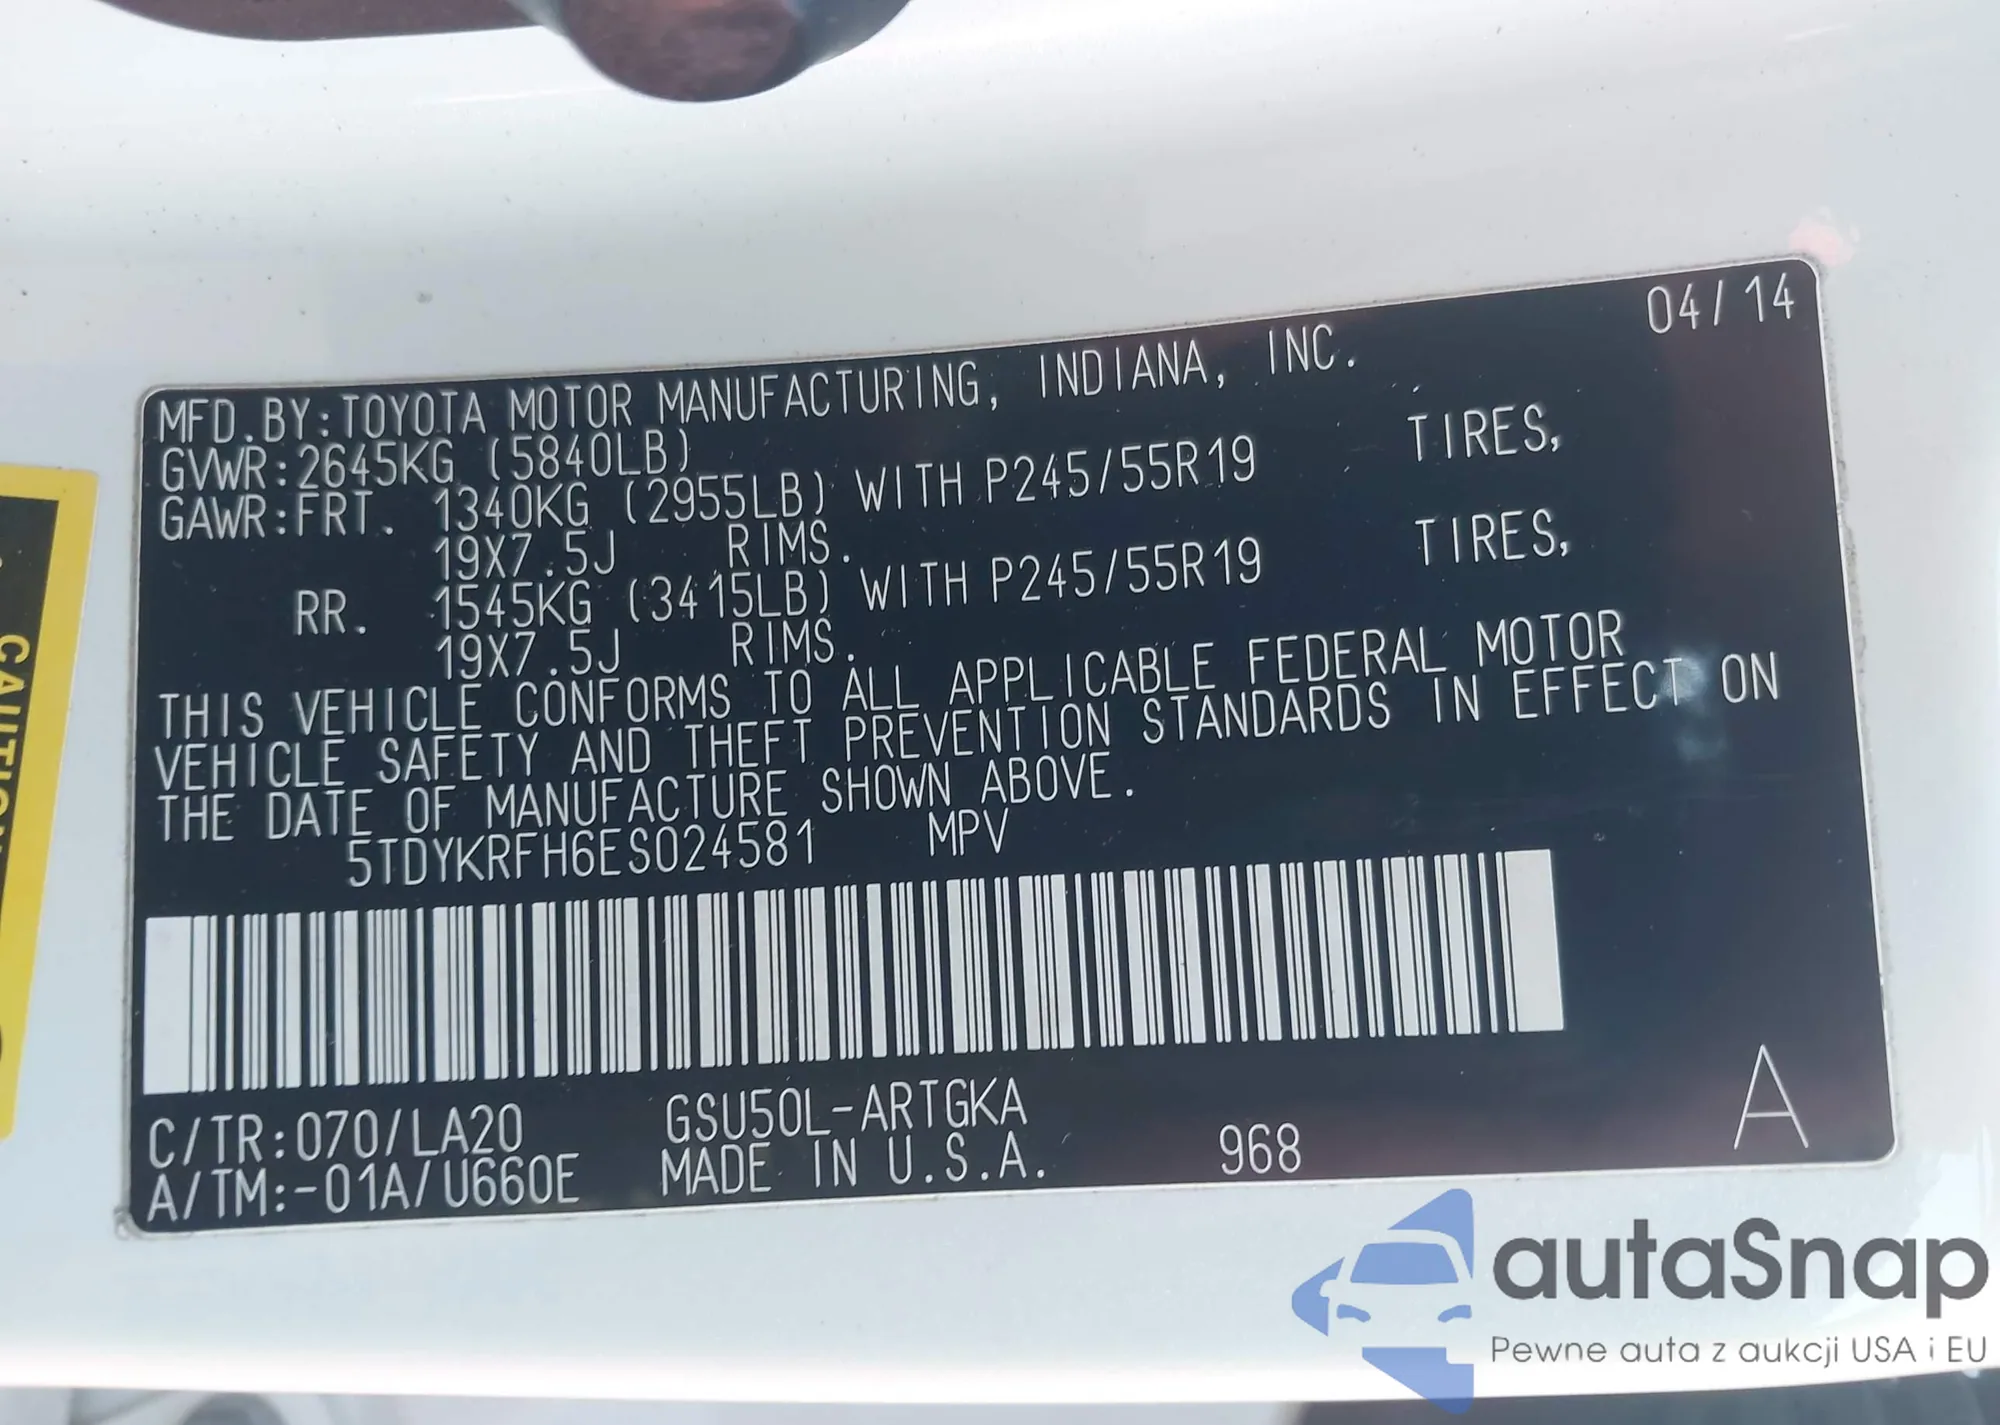 04/14
MFD.BY:TOYOTA MOTOR MANUFACTURING, INDIANA, INC.
GVWR:2645KG (5840LB)
GAWR:FRT. 1340KG (2955LB) WITH P245/55R19 TIRES,
19X7.5J RIMS.
RR. 1545KG (3415LB) WITH P245/55R19 TIRES,
19X7.5J RIMS.
THIS VEHICLE CONFORMS TO ALL APPLICABLE FEDERAL MOTOR
VEHICLE SAFETY AND THEFT PREVENTION STANDARDS IN EFFECT ON
THE DATE OF MANUFACTURE SHOWN ABOVE.
5TDYKRFH6ES024581 MPV
C/TR:070/LA20 GSU50L-ARTGKA
A/TM:-01A/U660E MADE IN U.S.A. 968 A
CAUTION
autaSnap
Pewne auta z aukcji USA i EU